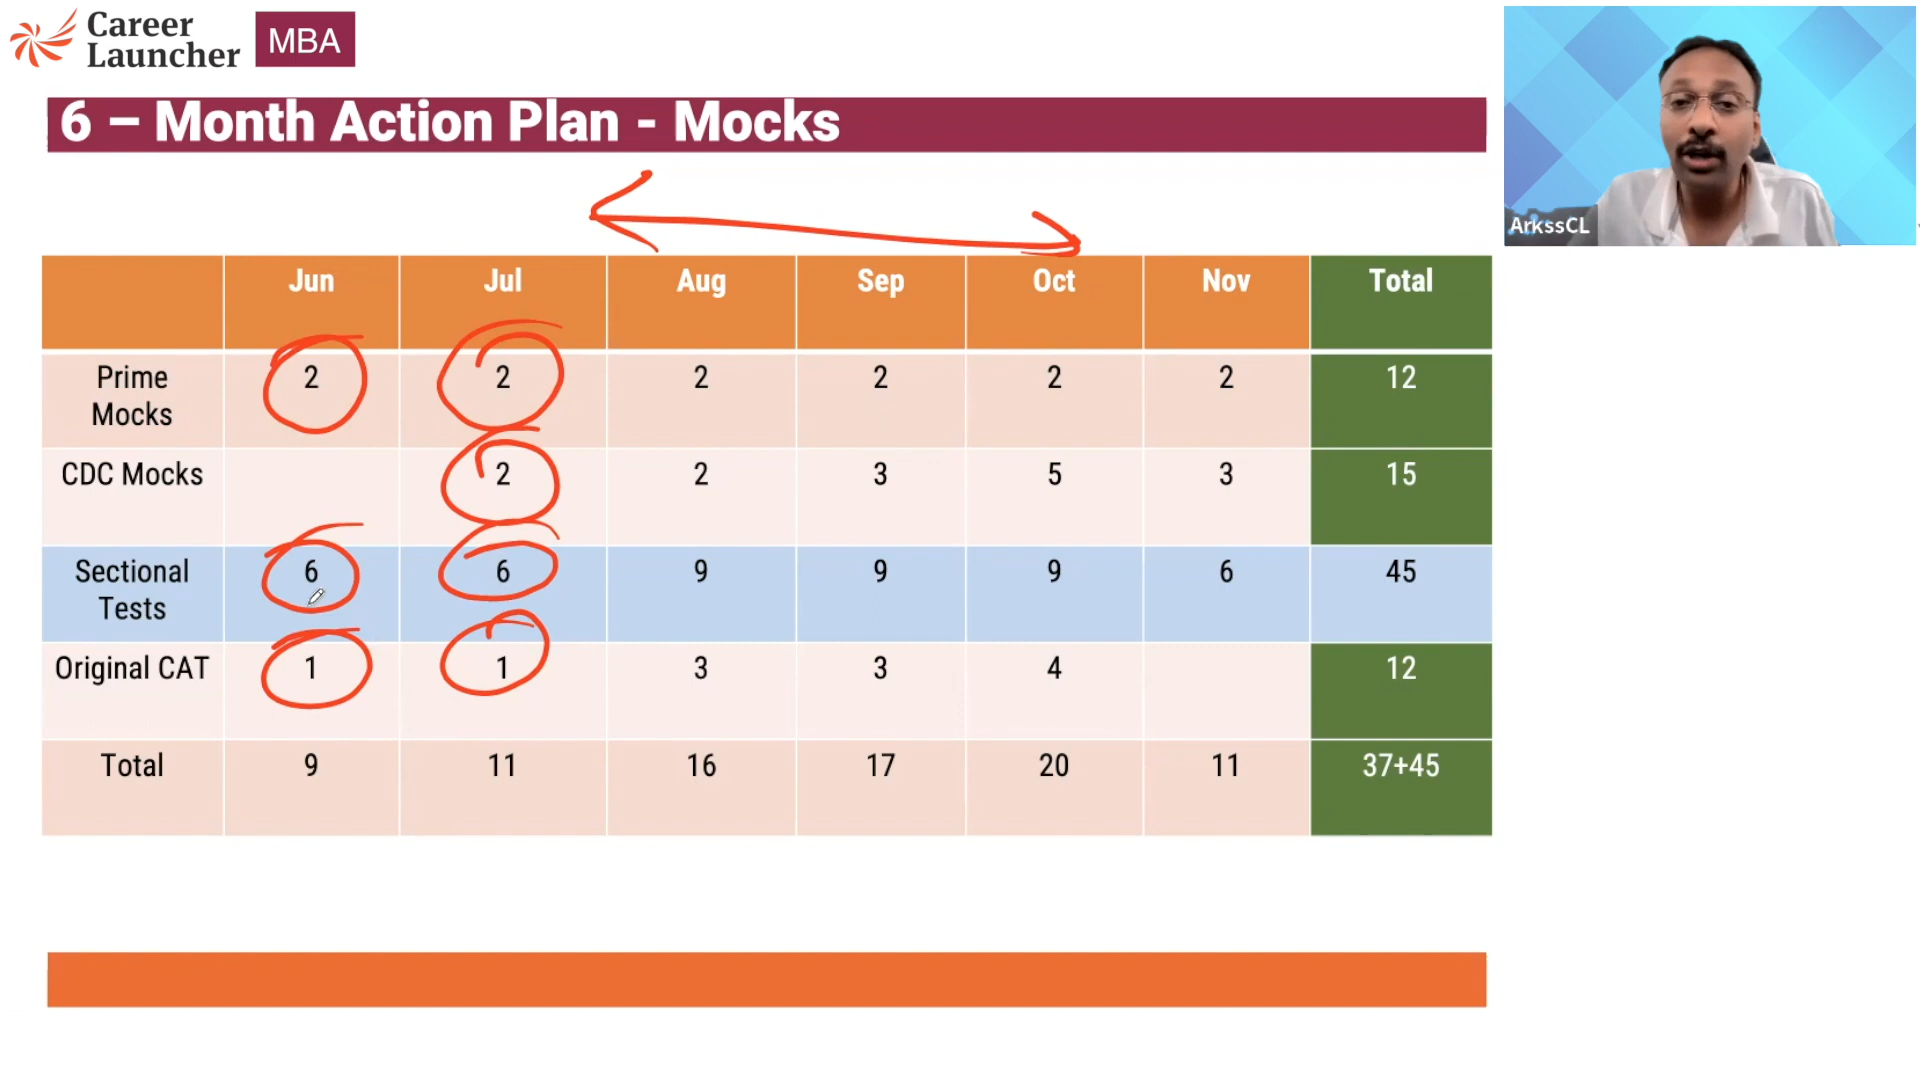 Career
Launcher
MBA
6 – Month Action Plan - Mocks
ArkssCL
Jun Jul Aug Sep Oct Nov Total
Prime
Mocks
2 2 2 2 2 2 12
CDC Mocks 2 2 3 5 3 15
Sectional
Tests
6 6 9 9 9 6 45
Original CAT 1 1 3 3 4 12
Total 9 11 16 17 20 11 37+45